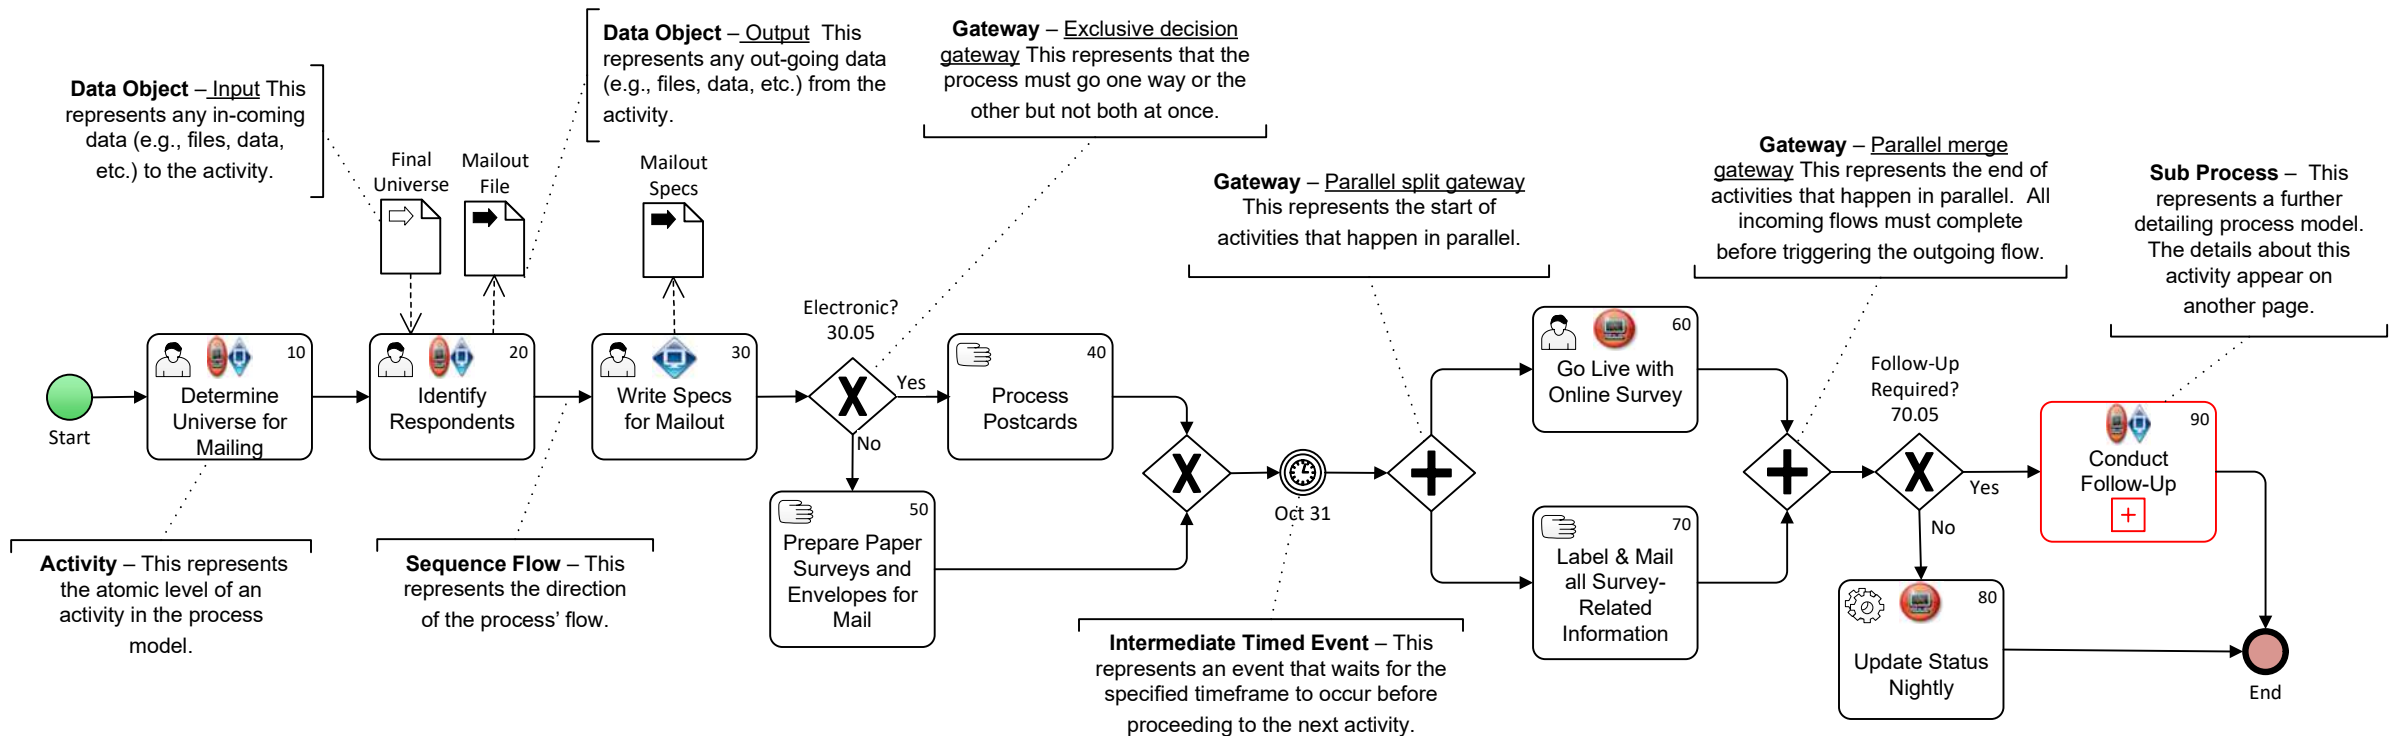 Data Object – Input This
represents any in-coming
data (e.g., files, data,
etc.) to the activity.
Data Object – Output  This
represents any out-going data
(e.g., files, data, etc.) from the
activity.
Gateway – Exclusive decision
gateway This represents that the
process must go one way or the
other but not both at once.
Gateway – Parallel split gateway
This represents the start of
activities that happen in parallel.
Gateway – Parallel merge
gateway This represents the end of
activities that happen in parallel.  All
incoming flows must complete
before triggering the outgoing flow.
Sub Process –  This
represents a further
detailing process model.
The details about this
activity appear on
another page.
Final
Universe
Mailout
File
Mailout
Specs
Start
10
Determine
Universe for
Mailing
20
Identify
Respondents
30
Write Specs
for Mailout
Electronic?
30.05
Yes
No
40
Process
Postcards
50
Prepare Paper
Surveys and
Envelopes for
Mail
Oct 31
60
Go Live with
Online Survey
70
Label & Mail
all Survey-
Related
Information
Follow-Up
Required?
70.05
Yes
No
90
Conduct
Follow-Up
80
Update Status
Nightly
End
Activity – This represents
the atomic level of an
activity in the process
model.
Sequence Flow – This
represents the direction
of the process’ flow.
Intermediate Timed Event – This
represents an event that waits for the
specified timeframe to occur before
proceeding to the next activity.